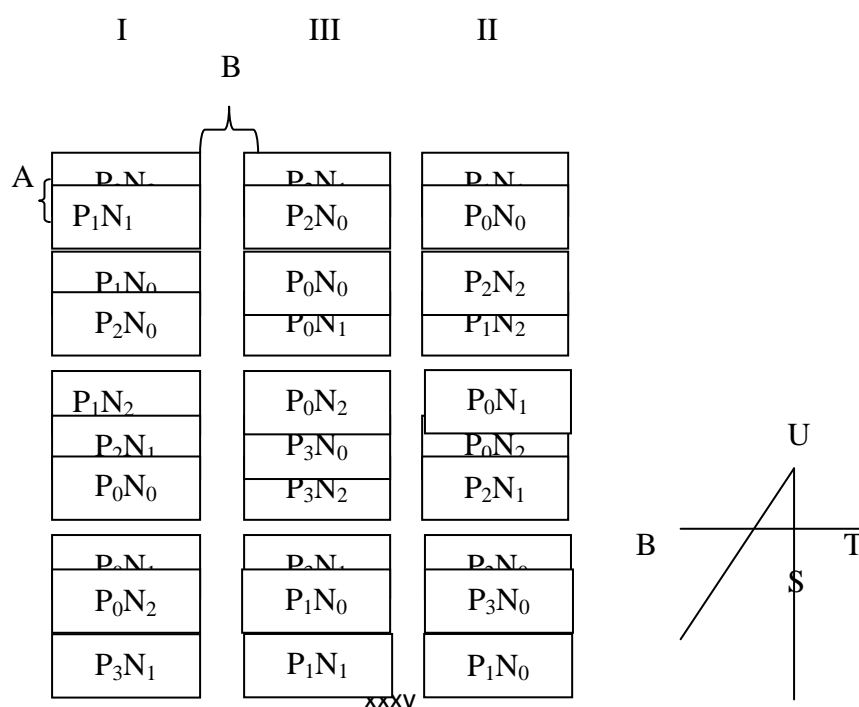 I III II
B
A
P₁N₁ P₂N₀ P₀N₀
P₁N₀ P₀N₀ P₂N₂
P₂N₀ P₀N₁ P₁N₂
P₁N₂ P₀N₂ P₀N₁
P₂N₁ P₃N₀ P₀N₂
P₀N₀ P₃N₂ P₂N₁
P₀N₂ P₁N₀ P₃N₀
P₃N₁ P₁N₁ P₁N₀
U
B T
S
xxxv